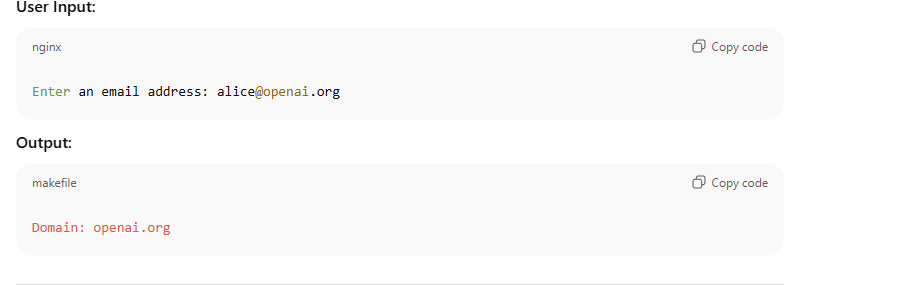 User Input:
nginx
Copy code
Enter an email address: alice@openai.org
Output:
makefile
Copy code
Domain: openai.org